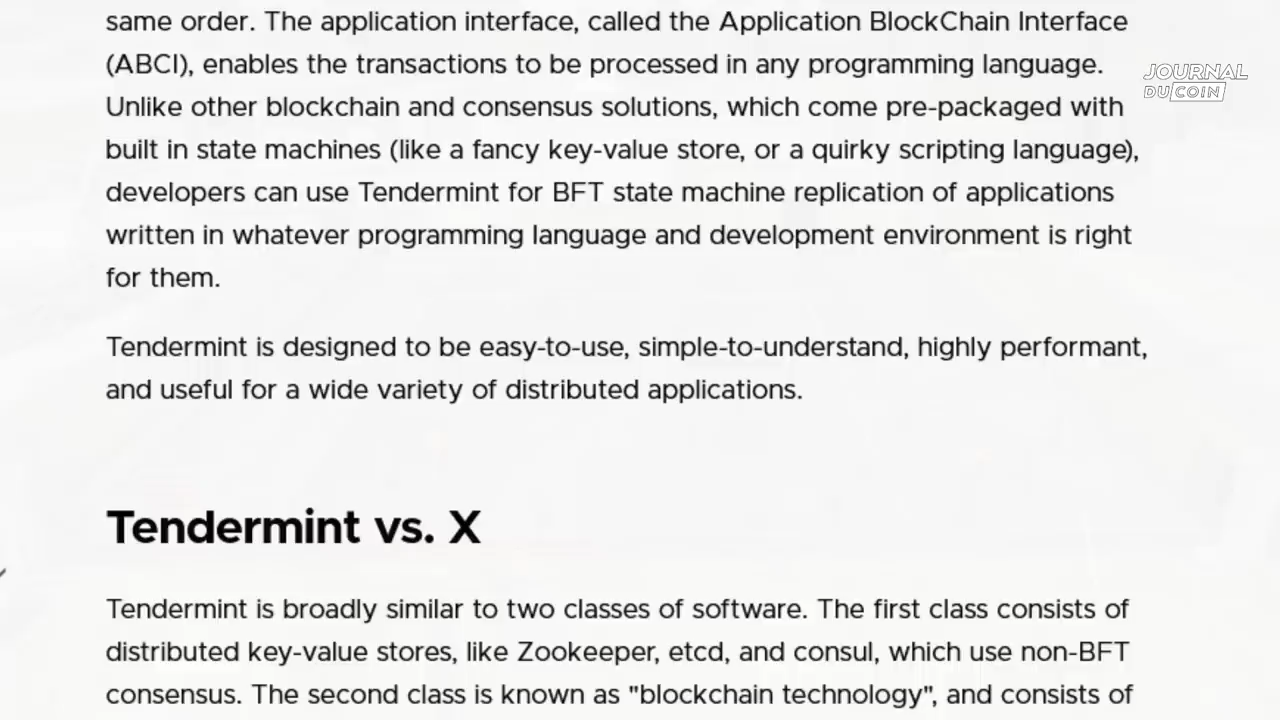 same order. The application interface, called the Application BlockChain Interface
(ABCI), enables the transactions to be processed in any programming language.
JOURNAL
DU COIN
Unlike other blockchain and consensus solutions, which come pre-packaged with
built in state machines (like a fancy key-value store, or a quirky scripting language),
developers can use Tendermint for BFT state machine replication of applications
written in whatever programming language and development environment is right
for them.
Tendermint is designed to be easy-to-use, simple-to-understand, highly performant,
and useful for a wide variety of distributed applications.
Tendermint vs. X
Tendermint is broadly similar to two classes of software. The first class consists of
distributed key-value stores, like Zookeeper, etcd, and consul, which use non-BFT
consensus. The second class is known as "blockchain technology", and consists of